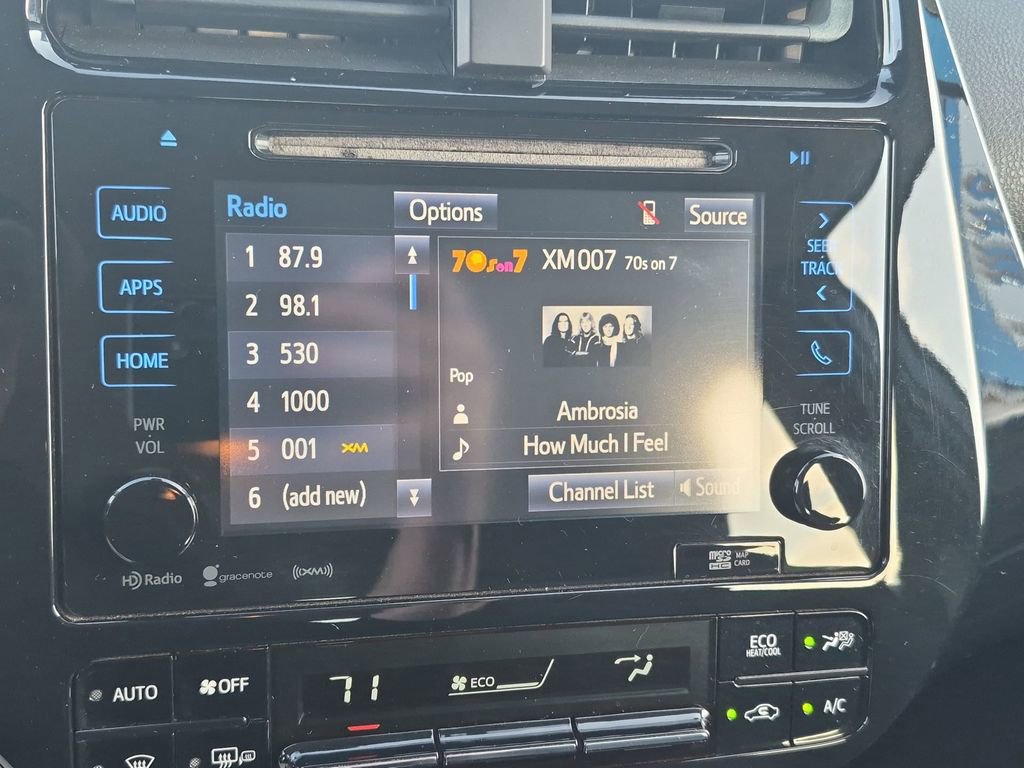 Radio
Options
Source
AUDIO
APPS
HOME
PWR
VOL
1 87.9
2 98.1
3 530
4 1000
5 001 XM
6 (add new)
70s on 7 XM007 70s on 7
Pop
Ambrosia
How Much I Feel
Channel List
Sound
SEEK
TRACK
TUNE
SCROLL
HD Radio
gracenote
((XM))
micro SD HC MAP CARD
AUTO
OFF
71
ECO
ECO
HEAT/COOL
A/C